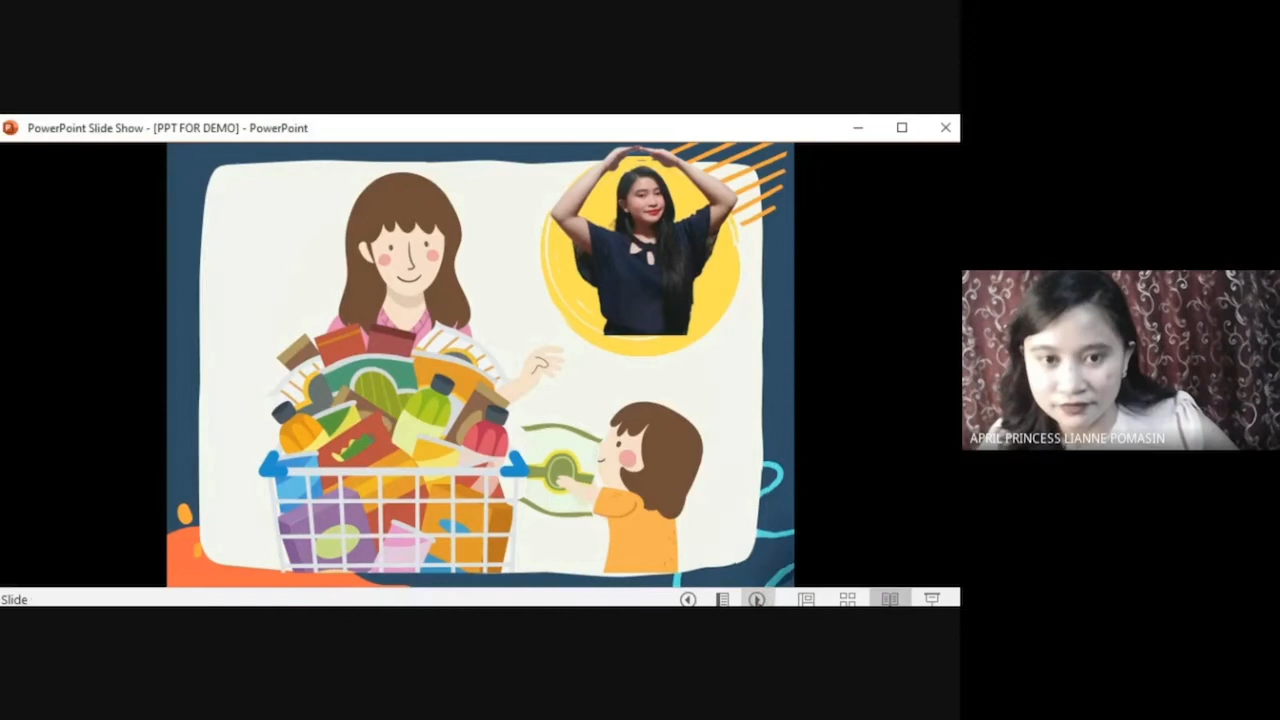 PowerPoint Slide Show - [PPT FOR DEMO] - PowerPoint
APRIL PRINCESS LIANNE POMASIN
Slide